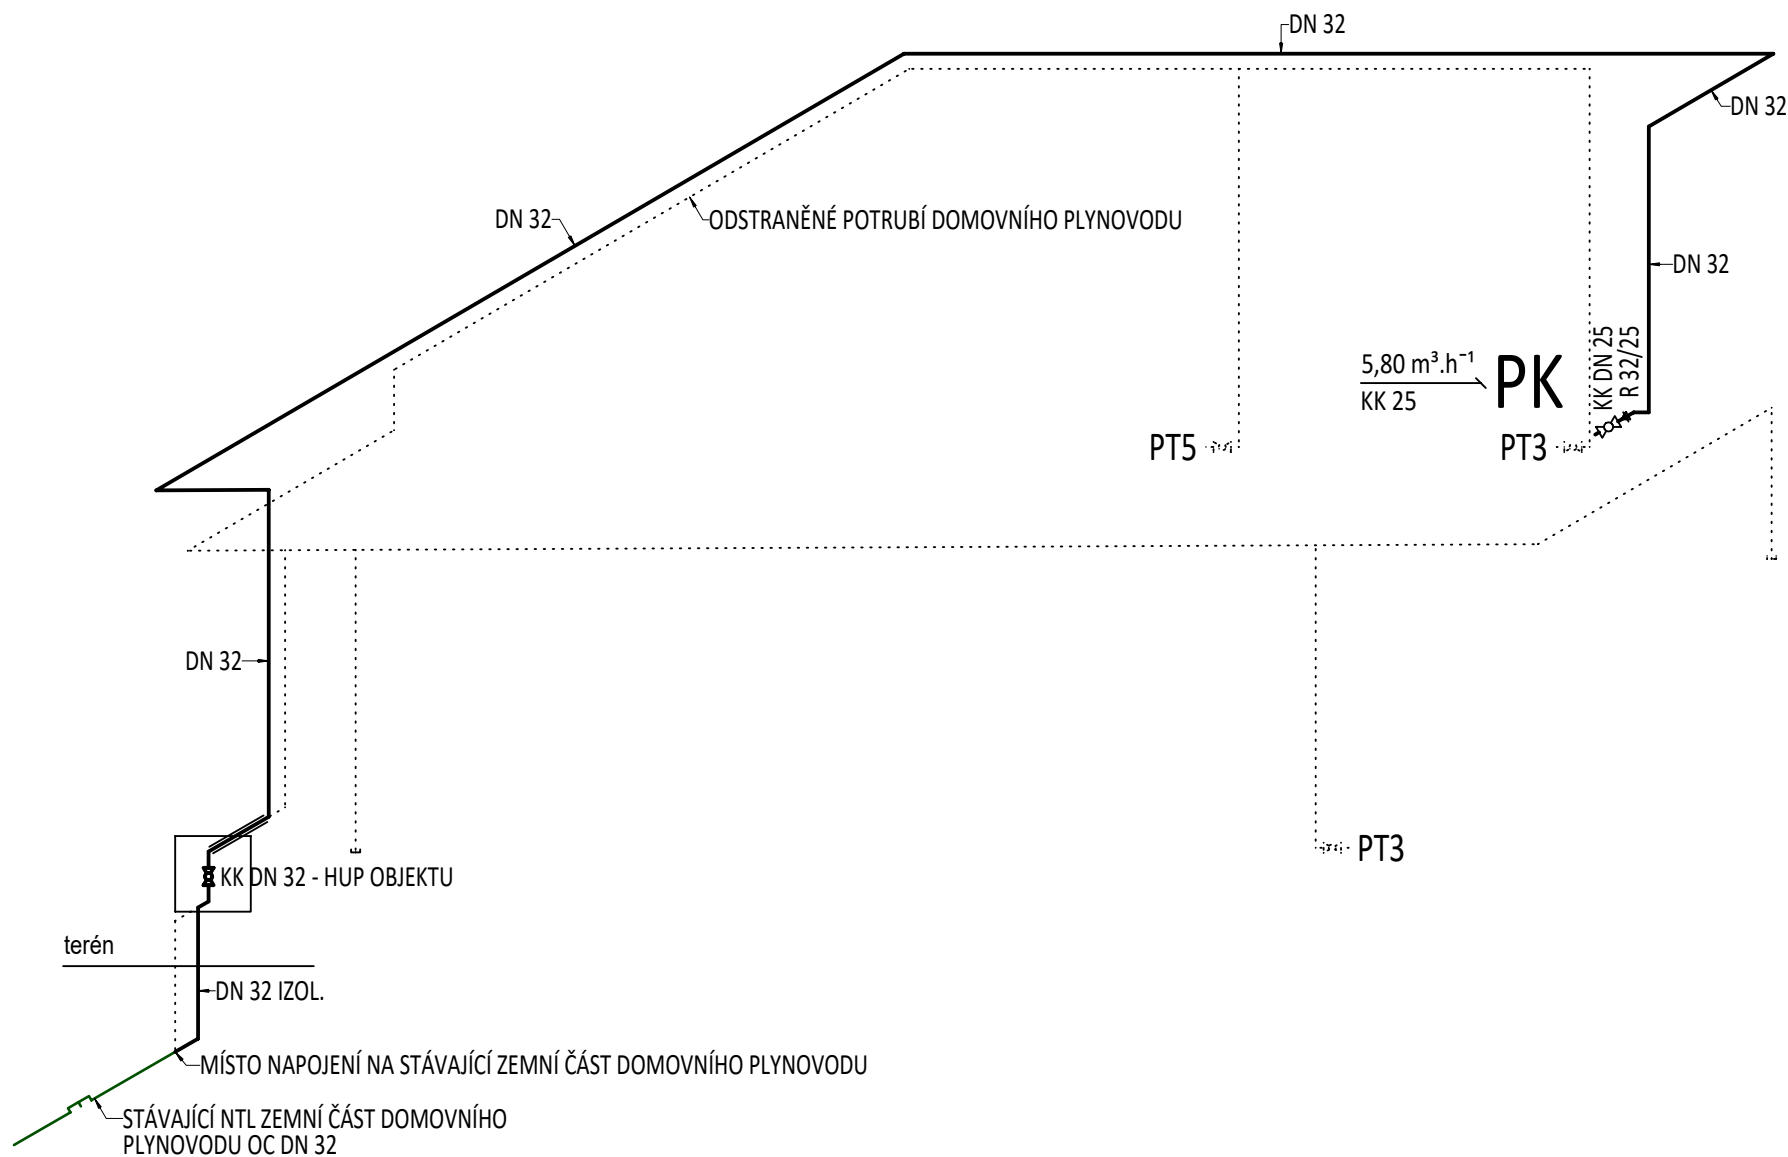 DN 32
DN 32
DN 32
ODSTRANĚNÉ POTRUBÍ DOMOVNÍHO PLYNOVODU
DN 32
5,80 m³.h⁻¹
KK 25
PK
KK DN 25
R 32/25
PT5
PT3
DN 32
PT3
KK DN 32 - HUP OBJEKTU
terén
DN 32 IZOL.
MÍSTO NAPOJENÍ NA STÁVAJÍCÍ ZEMNÍ ČÁST DOMOVNÍHO PLYNOVODU
STÁVAJÍCÍ NTL ZEMNÍ ČÁST DOMOVNÍHO
PLYNOVODU OC DN 32